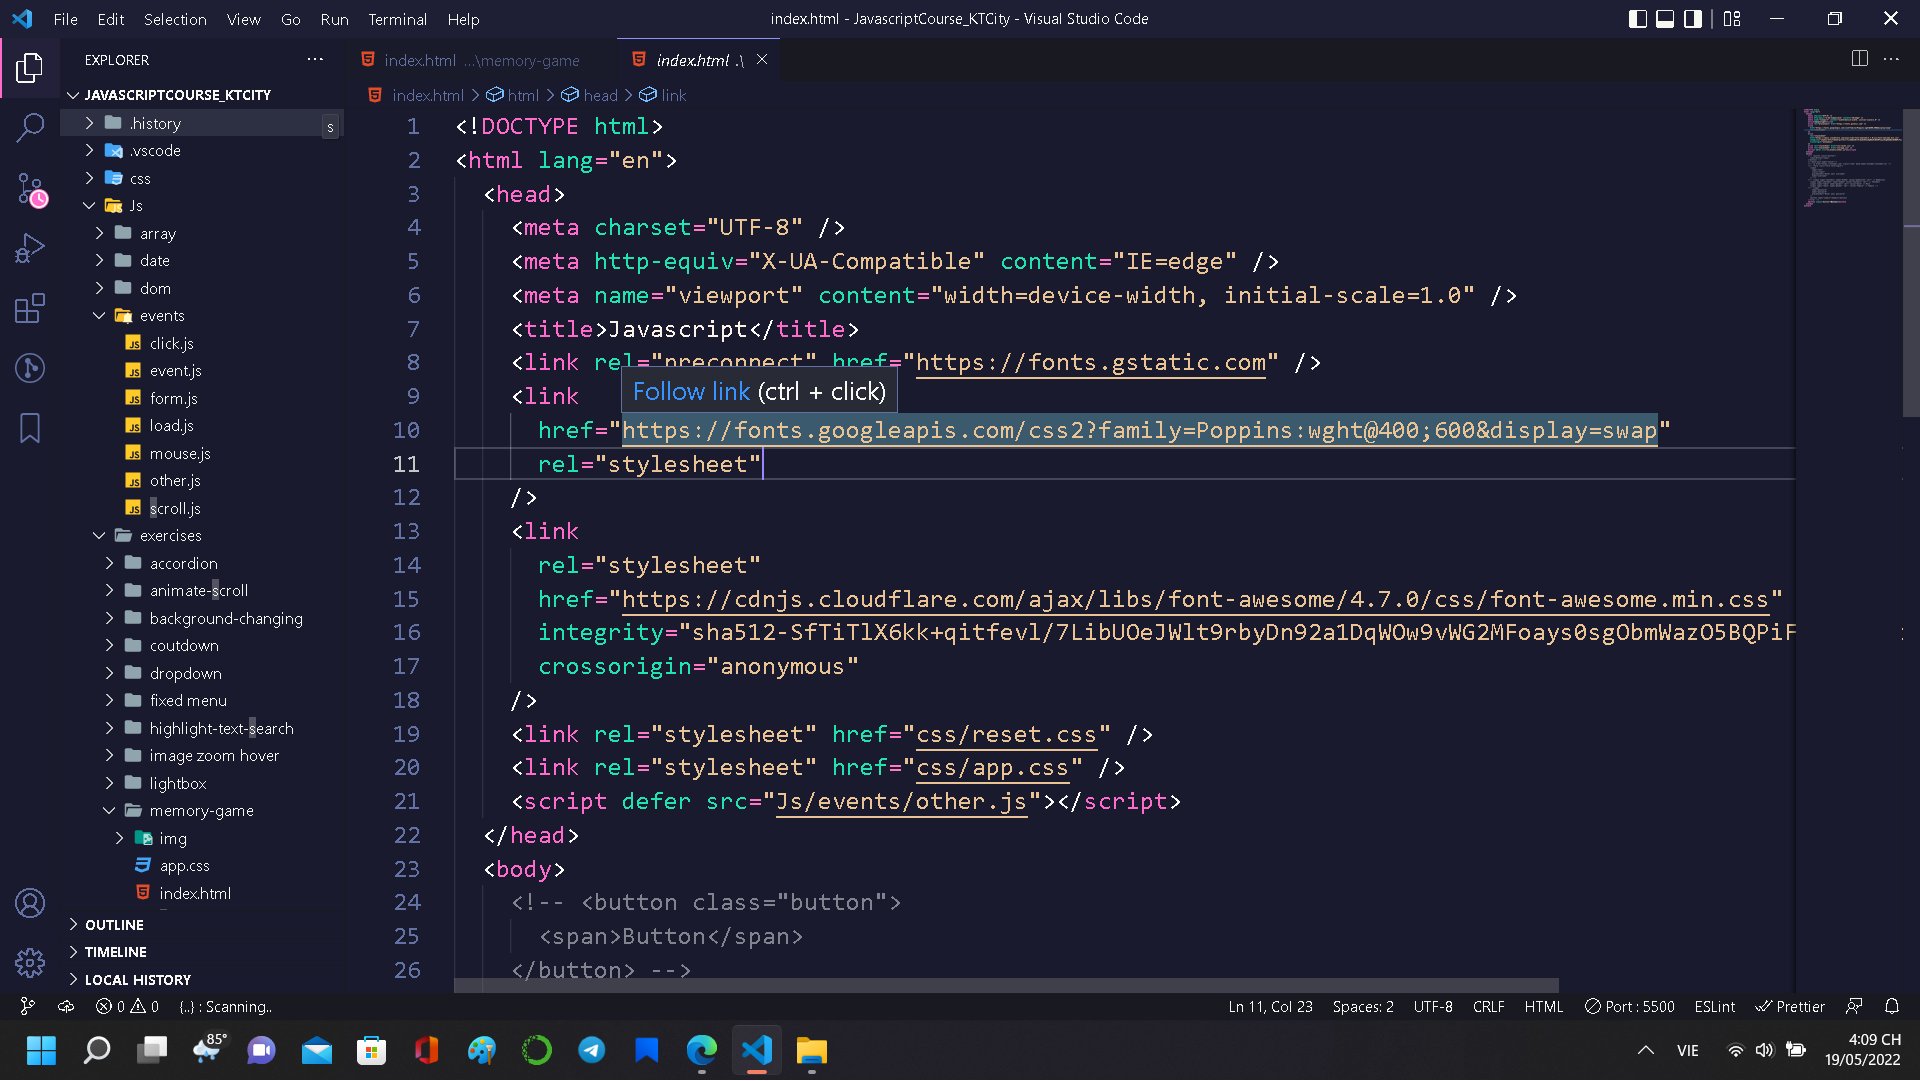 File Edit Selection View Go Run Terminal Help
index.html - JavascriptCourse_KTCity - Visual Studio Code
EXPLORER
JAVASCRIPTCOURSE_KTCITY
.history
s
.vscode
css
Js
array
date
dom
events
click.js
event.js
form.js
load.js
mouse.js
other.js
scroll.js
exercises
accordion
animate-scroll
background-changing
coutdown
dropdown
fixed menu
highlight-text-search
image zoom hover
lightbox
memory-game
img
app.css
index.html
OUTLINE
TIMELINE
LOCAL HISTORY
index.html ...\memory-game
index.html .\
index.html > html > head > link
1 <!DOCTYPE html>
2 <html lang="en">
3 <head>
4 <meta charset="UTF-8" />
5 <meta http-equiv="X-UA-Compatible" content="IE=edge" />
6 <meta name="viewport" content="width=device-width, initial-scale=1.0" />
7 <title>Javascript</title>
8 <link rel="preconnect" href="https://fonts.gstatic.com" />
Follow link (ctrl + click)
9 <link
10 href="https://fonts.googleapis.com/css2?family=Poppins:wght@400;600&display=swap"
11 rel="stylesheet"
12 />
13 <link
14 rel="stylesheet"
15 href="https://cdnjs.cloudflare.com/ajax/libs/font-awesome/4.7.0/css/font-awesome.min.css"
16 integrity="sha512-SfTiTlX6kk+qitfevl/7LibUOeJWlt9rbyDn92a1DqWOw9vWG2MFoays0sgObmWazO5BQPiF
17 crossorigin="anonymous"
18 />
19 <link rel="stylesheet" href="css/reset.css" />
20 <link rel="stylesheet" href="css/app.css" />
21 <script defer src="Js/events/other.js"></script>
22 </head>
23 <body>
24 <!-- <button class="button">
25 <span>Button</span>
26 </button> -->
0 0 {..} : Scanning..
Ln 11, Col 23 Spaces: 2 UTF-8 CRLF HTML Port : 5500 ESLint Prettier
85°
VIE
4:09 CH
19/05/2022